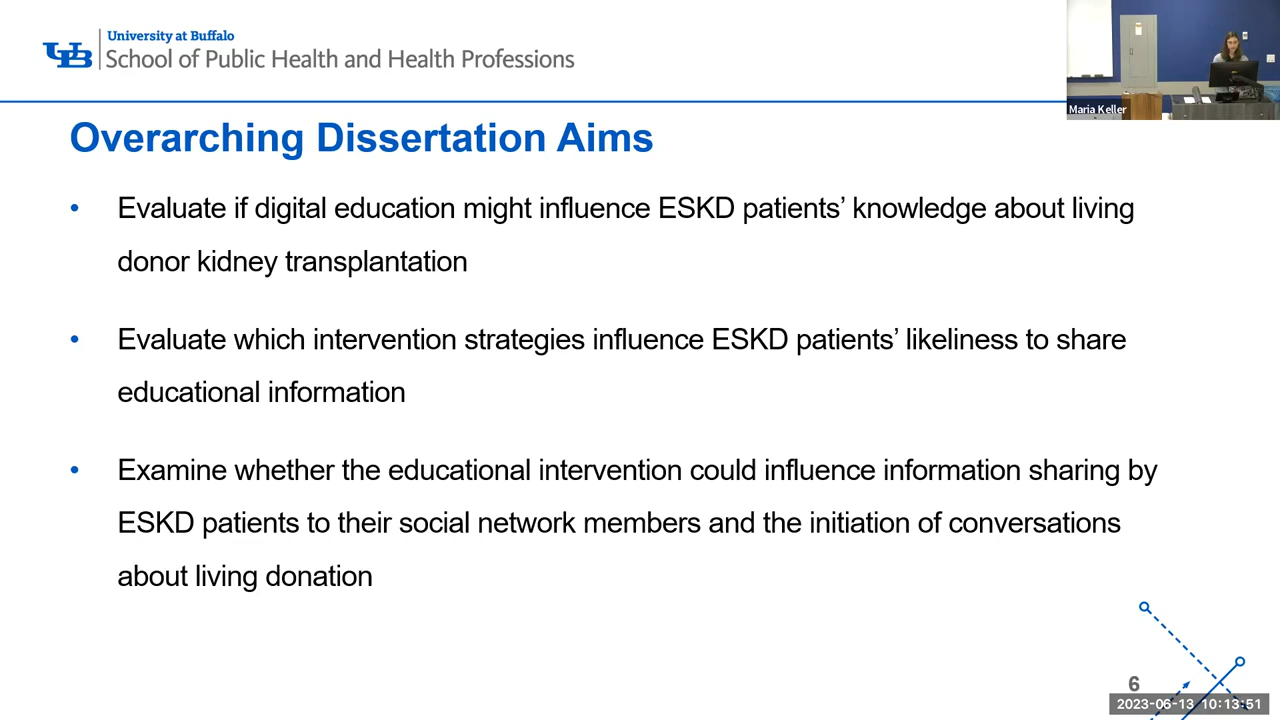 University at Buffalo
School of Public Health and Health Professions
UB
Maria Keller
Overarching Dissertation Aims
• Evaluate if digital education might influence ESKD patients’ knowledge about living
donor kidney transplantation
• Evaluate which intervention strategies influence ESKD patients’ likeliness to share
educational information
• Examine whether the educational intervention could influence information sharing by
ESKD patients to their social network members and the initiation of conversations
about living donation
6
2023-06-13 10:13:51